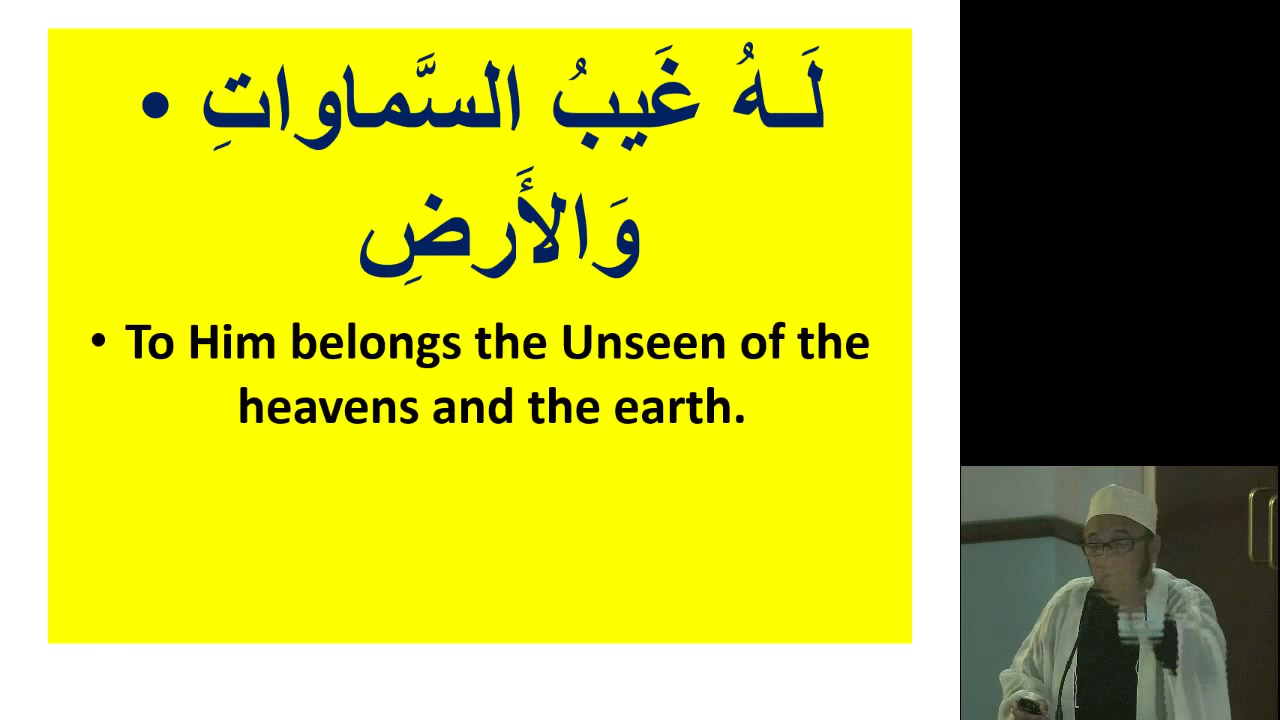 • لَـهُ غَيبُ السَّماواتِ
وَالأَرضِ
• To Him belongs the Unseen of the
heavens and the earth.